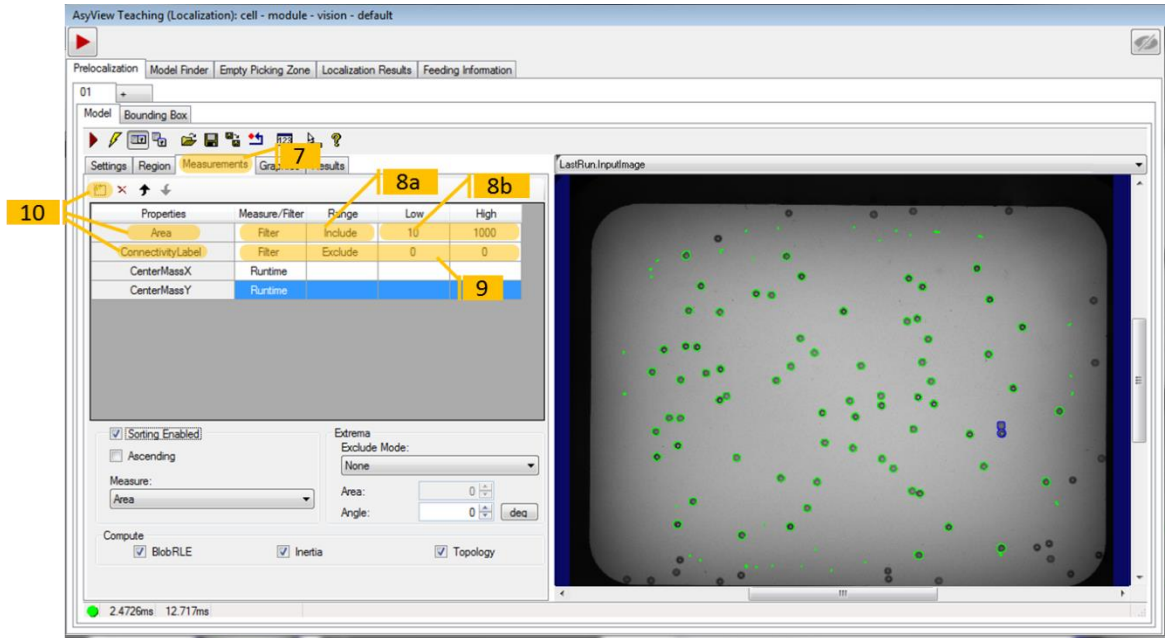 AsyView Teaching (Localization): cell - module - vision - default
Prelocalization Model Finder Empty Picking Zone Localization Results Feeding Information
01 +
Model Bounding Box
7
Settings Region Measurements Results
LastRun.InputImage
8a
8b
10
Properties Measure/Filter Range Low High
Area Filter Include 10 1000
ConnectivityLabel Filter Exclude 0 0
CenterMassX Runtime
9
CenterMassY Runtime
Sorting Enabled
Ascending
Measure:
Area
Extrema
Exclude Mode:
None
Area: 0
Angle: 0 deg
Compute
BlobRLE Inertia Topology
2.4726ms 12.717ms